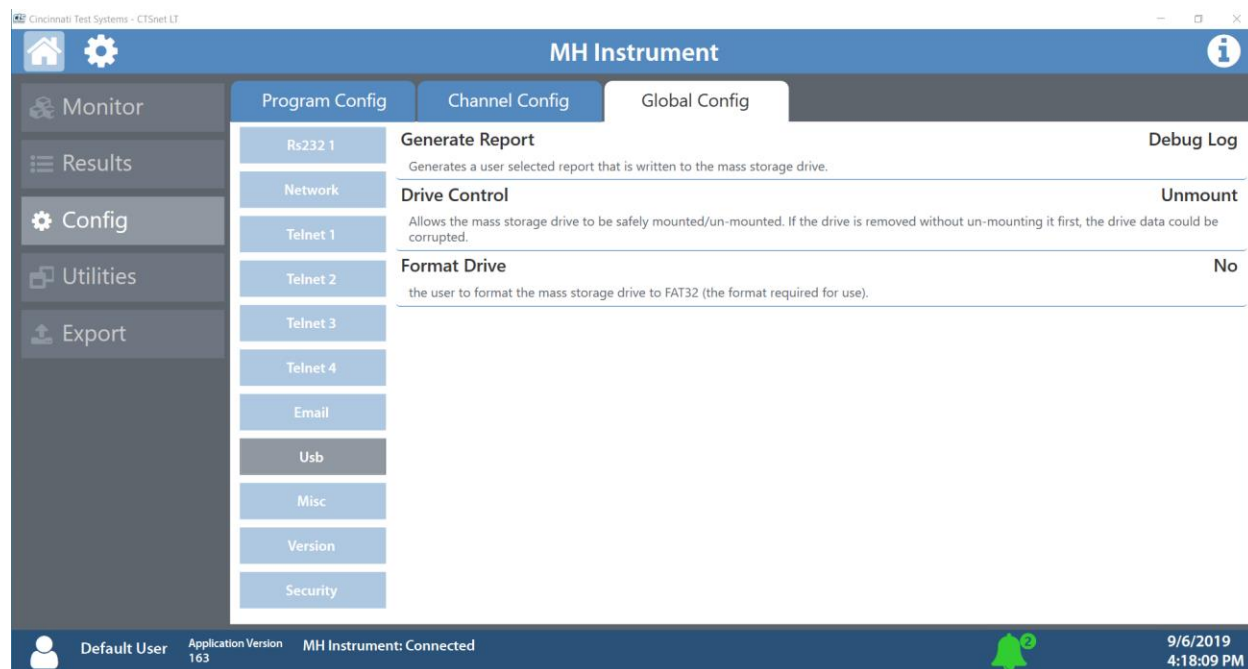 Cincinnati Test Systems - CTSnet LT
MH Instrument
Monitor
Results
Config
Utilities
Export
Program Config
Channel Config
Global Config
Rs232 1
Network
Telnet 1
Telnet 2
Telnet 3
Telnet 4
Email
Usb
Misc
Version
Security
Generate Report
Debug Log
Generates a user selected report that is written to the mass storage drive.
Drive Control
Unmount
Allows the mass storage drive to be safely mounted/un-mounted. If the drive is removed without un-mounting it first, the drive data could be
corrupted.
Format Drive
No
the user to format the mass storage drive to FAT32 (the format required for use).
Default User
Application Version
163
MH Instrument: Connected
2
9/6/2019
4:18:09 PM